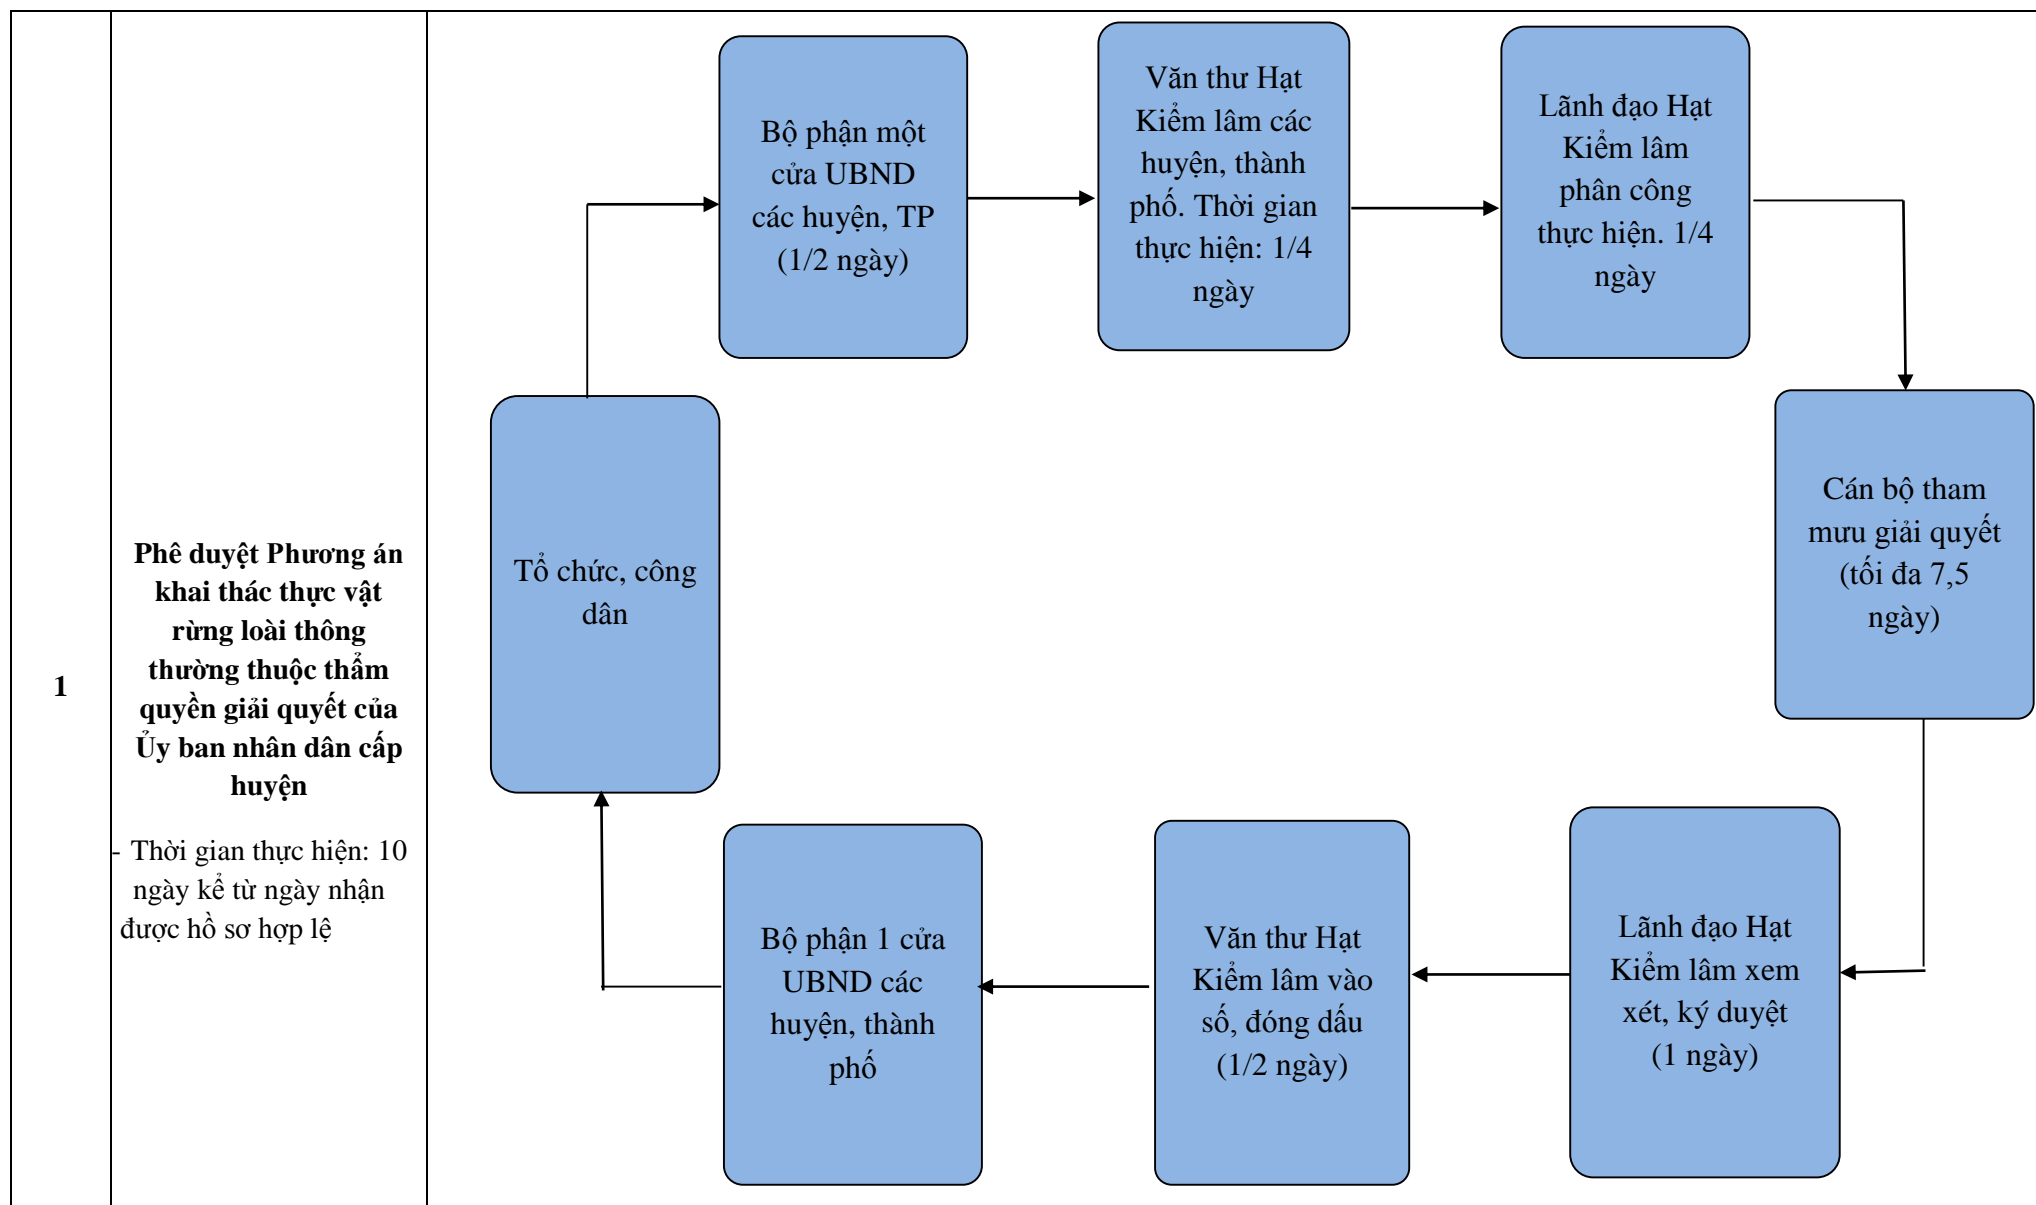 1
Phê duyệt Phương án
khai thác thực vật
rừng loài thông
thường thuộc thẩm
quyền giải quyết của
Ủy ban nhân dân cấp
huyện
- Thời gian thực hiện: 10
ngày kể từ ngày nhận
được hồ sơ hợp lệ
Tổ chức, công
dân
Bộ phận một
cửa UBND
các huyện, TP
(1/2 ngày)
Văn thư Hạt
Kiểm lâm các
huyện, thành
phố. Thời gian
thực hiện: 1/4
ngày
Lãnh đạo Hạt
Kiểm lâm
phân công
thực hiện. 1/4
ngày
Cán bộ tham
mưu giải quyết
(tối đa 7,5
ngày)
Lãnh đạo Hạt
Kiểm lâm xem
xét, ký duyệt
(1 ngày)
Văn thư Hạt
Kiểm lâm vào
số, đóng dấu
(1/2 ngày)
Bộ phận 1 cửa
UBND các
huyện, thành
phố